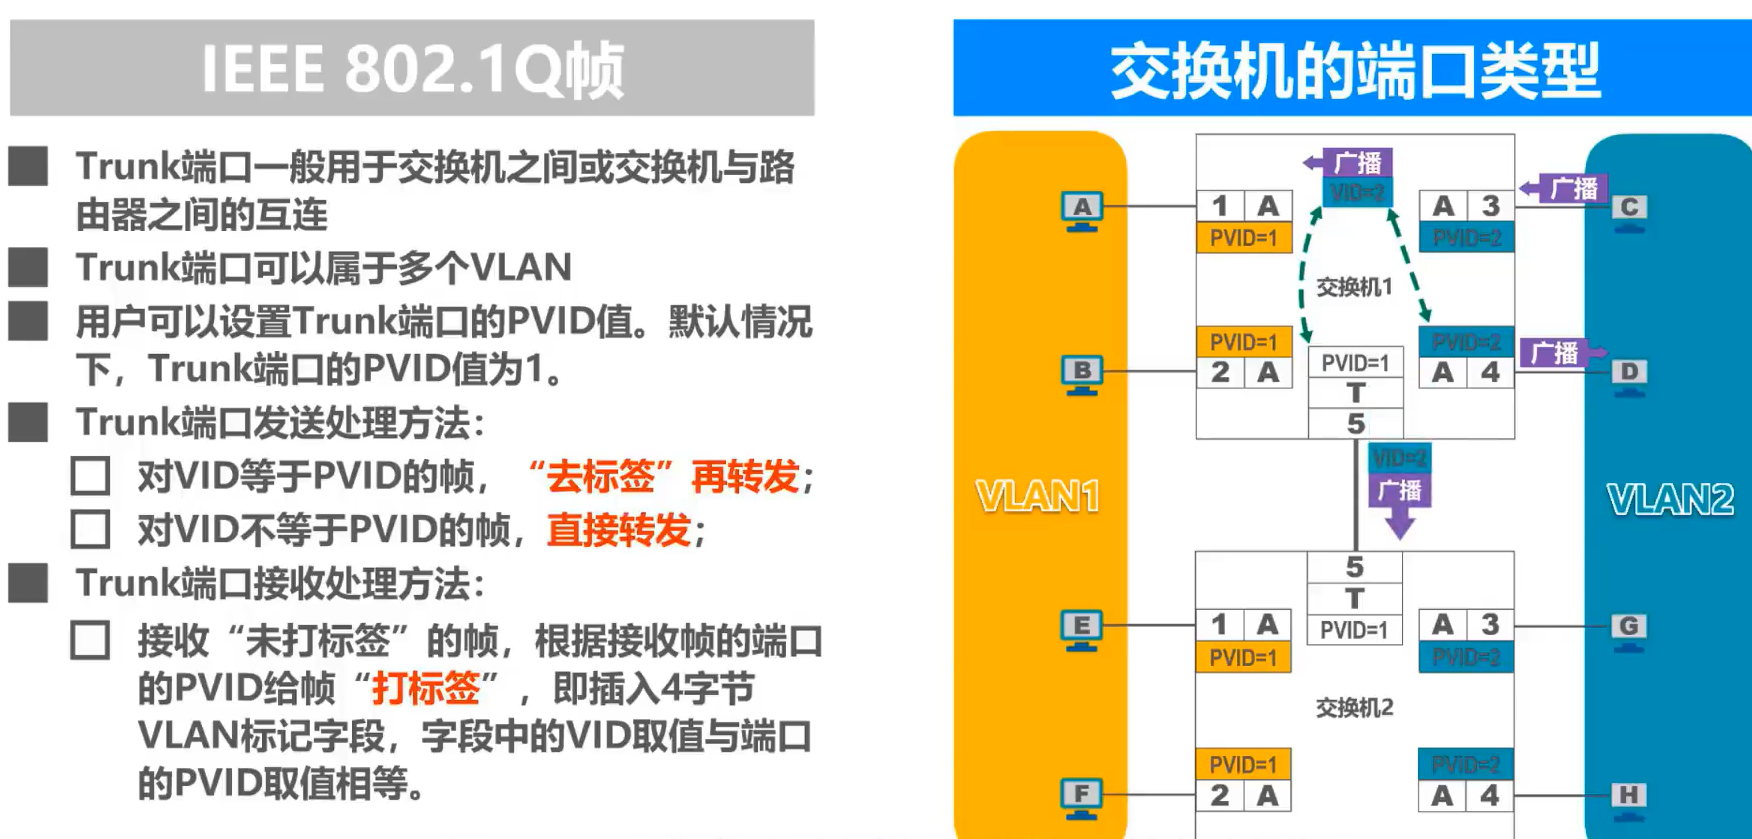 IEEE 802.1Q帧
Trunk端口一般用于交换机之间或交换机与路
由器之间的互连
Trunk端口可以属于多个VLAN
用户可以设置Trunk端口的PVID值。默认情况
下，Trunk端口的PVID值为1。
Trunk端口发送处理方法：
对VID等于PVID的帧，“去标签”再转发；
对VID不等于PVID的帧，直接转发；
Trunk端口接收处理方法：
接收“未打标签”的帧，根据接收帧的端口
的PVID给帧“打标签”，即插入4字节
VLAN标记字段，字段中的VID取值与端口
的PVID取值相等。
交换机的端口类型
广播
VID=2
广播
A
1 A
A 3
C
PVID=1
PVID=2
交换机1
PVID=1
PVID=2
B
2 A
PVID=1
T
5
A 4
广播
D
VID=2
广播
VLAN1
VLAN2
5
T
PVID=1
E
1 A
A 3
G
PVID=1
PVID=2
交换机2
PVID=1
PVID=2
F
2 A
A 4
H